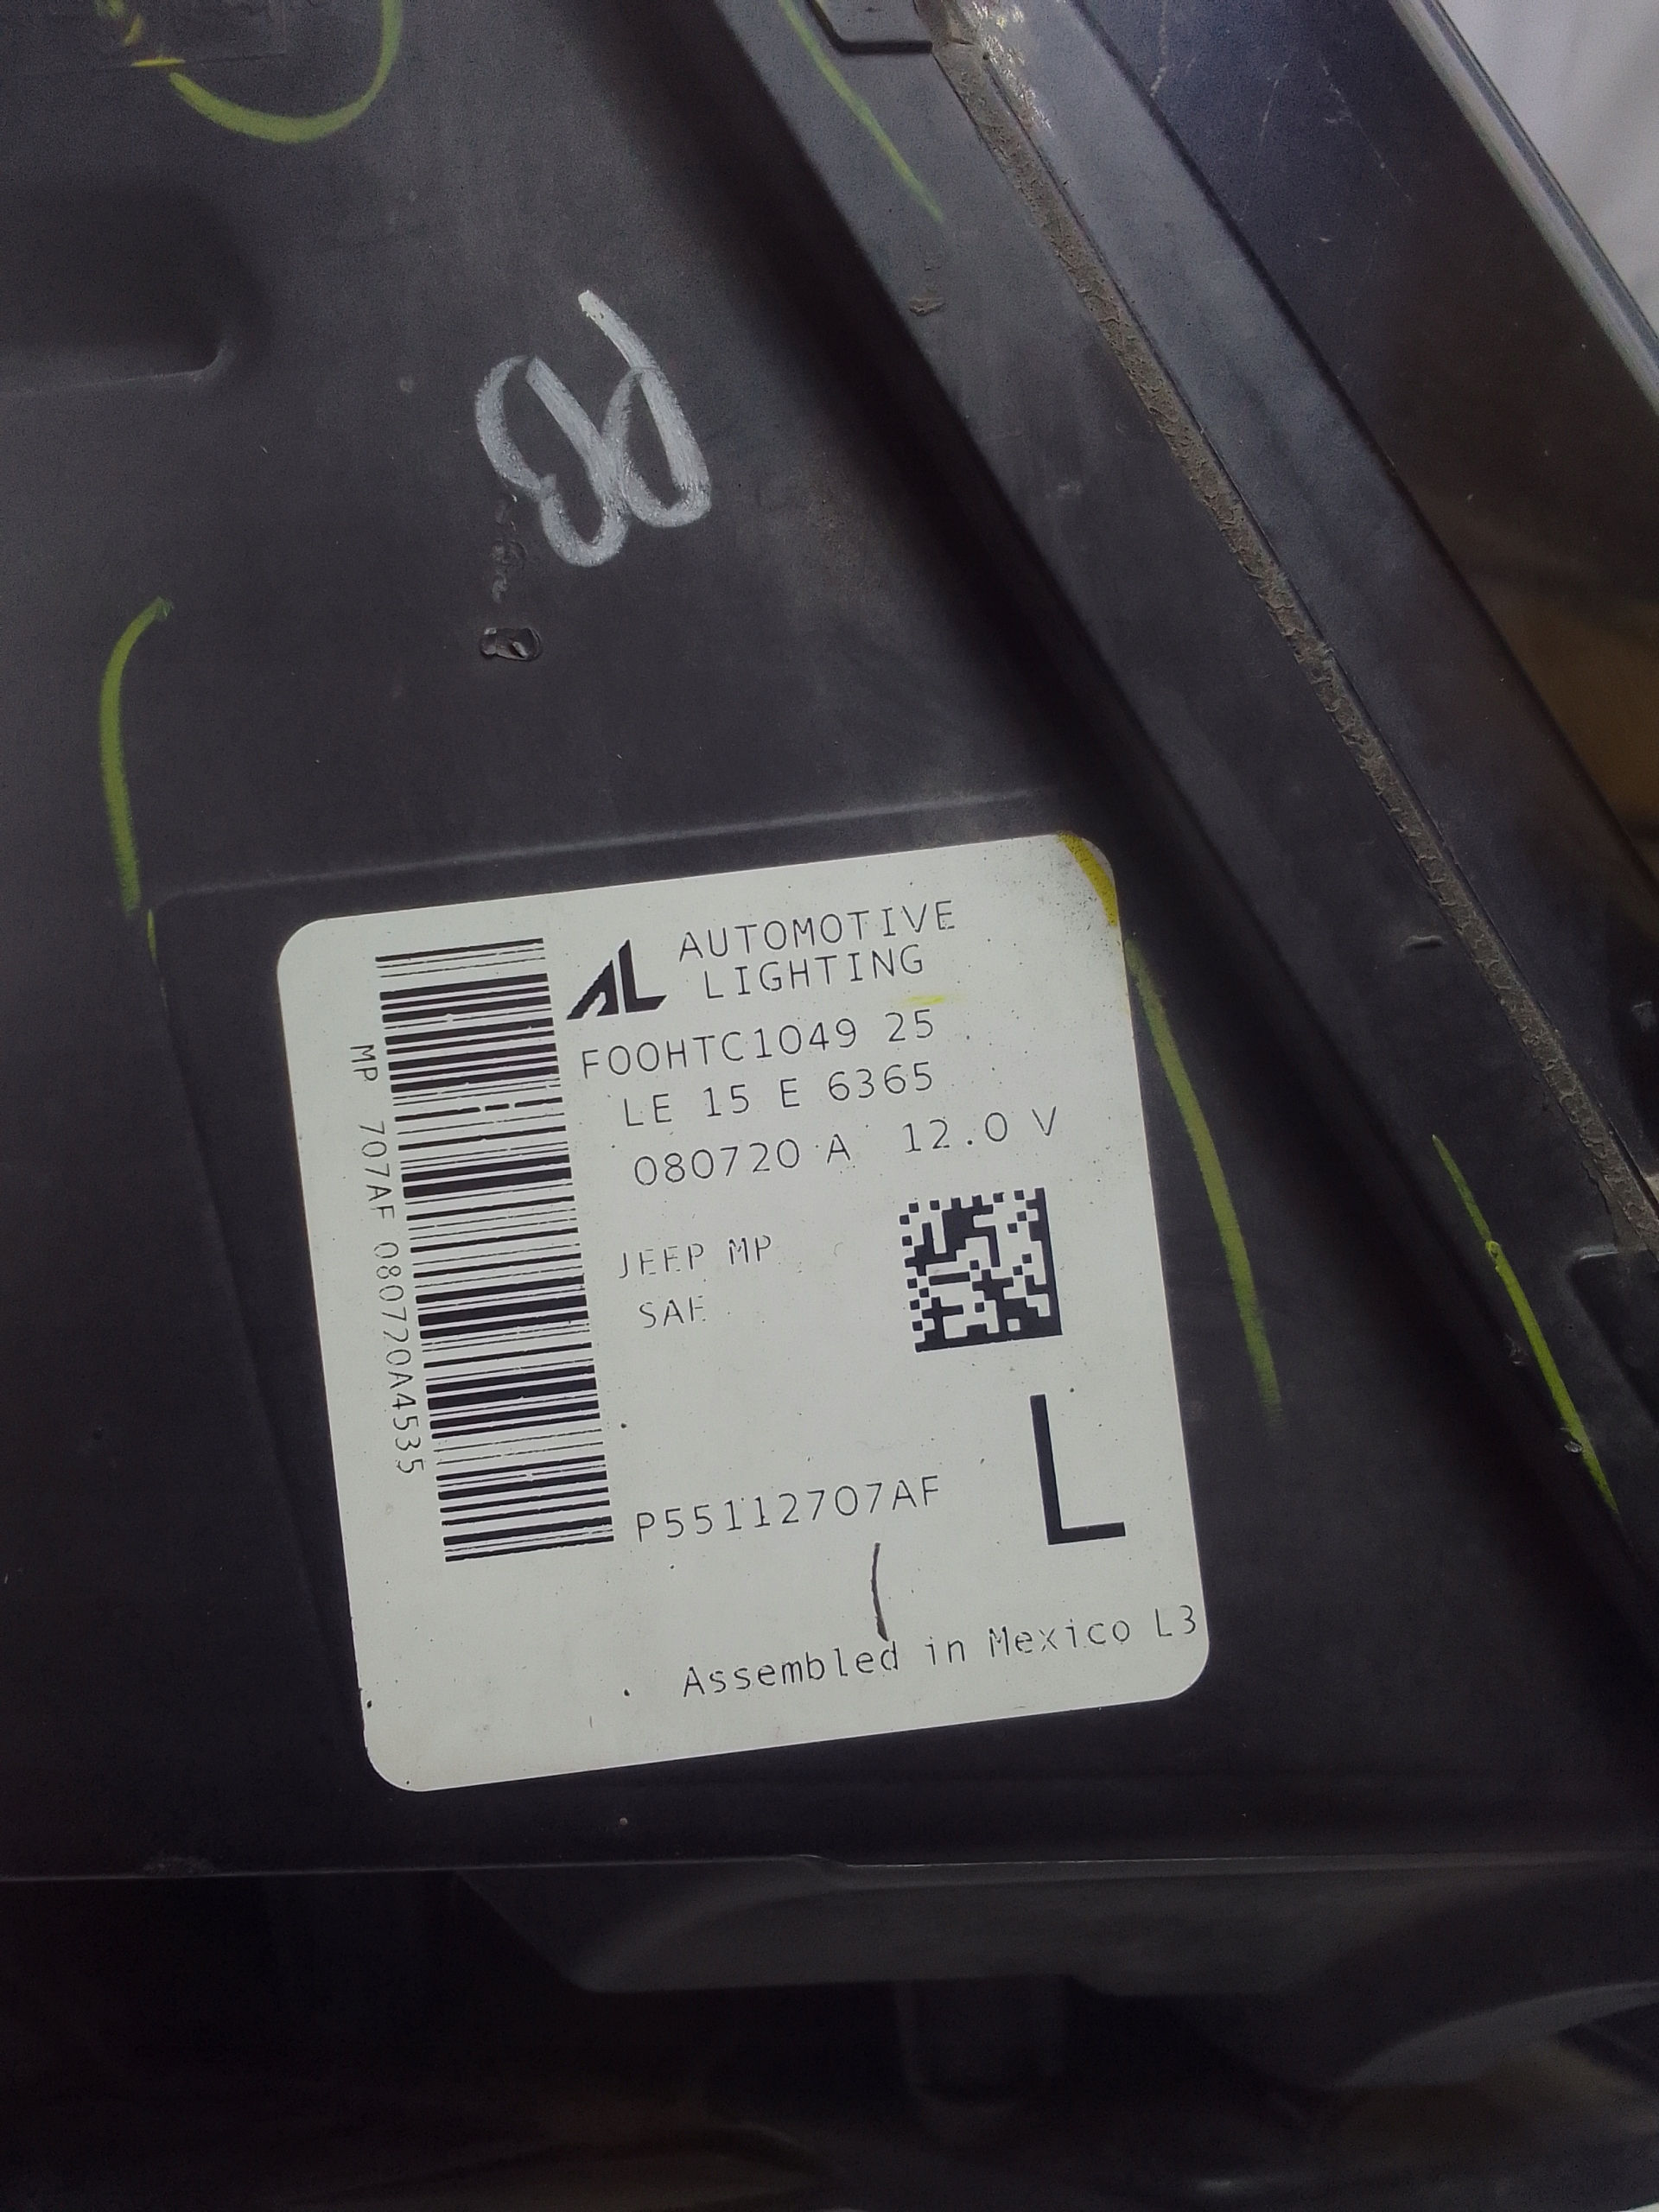 AL AUTOMOTIVE
LIGHTING
F00HTC1049 25
LE 15 E 6365
080720 A 12.0 V
JEEP MP
SAE
L
P55112707AF
Assembled in Mexico L3
MP 707AF 080720A4535